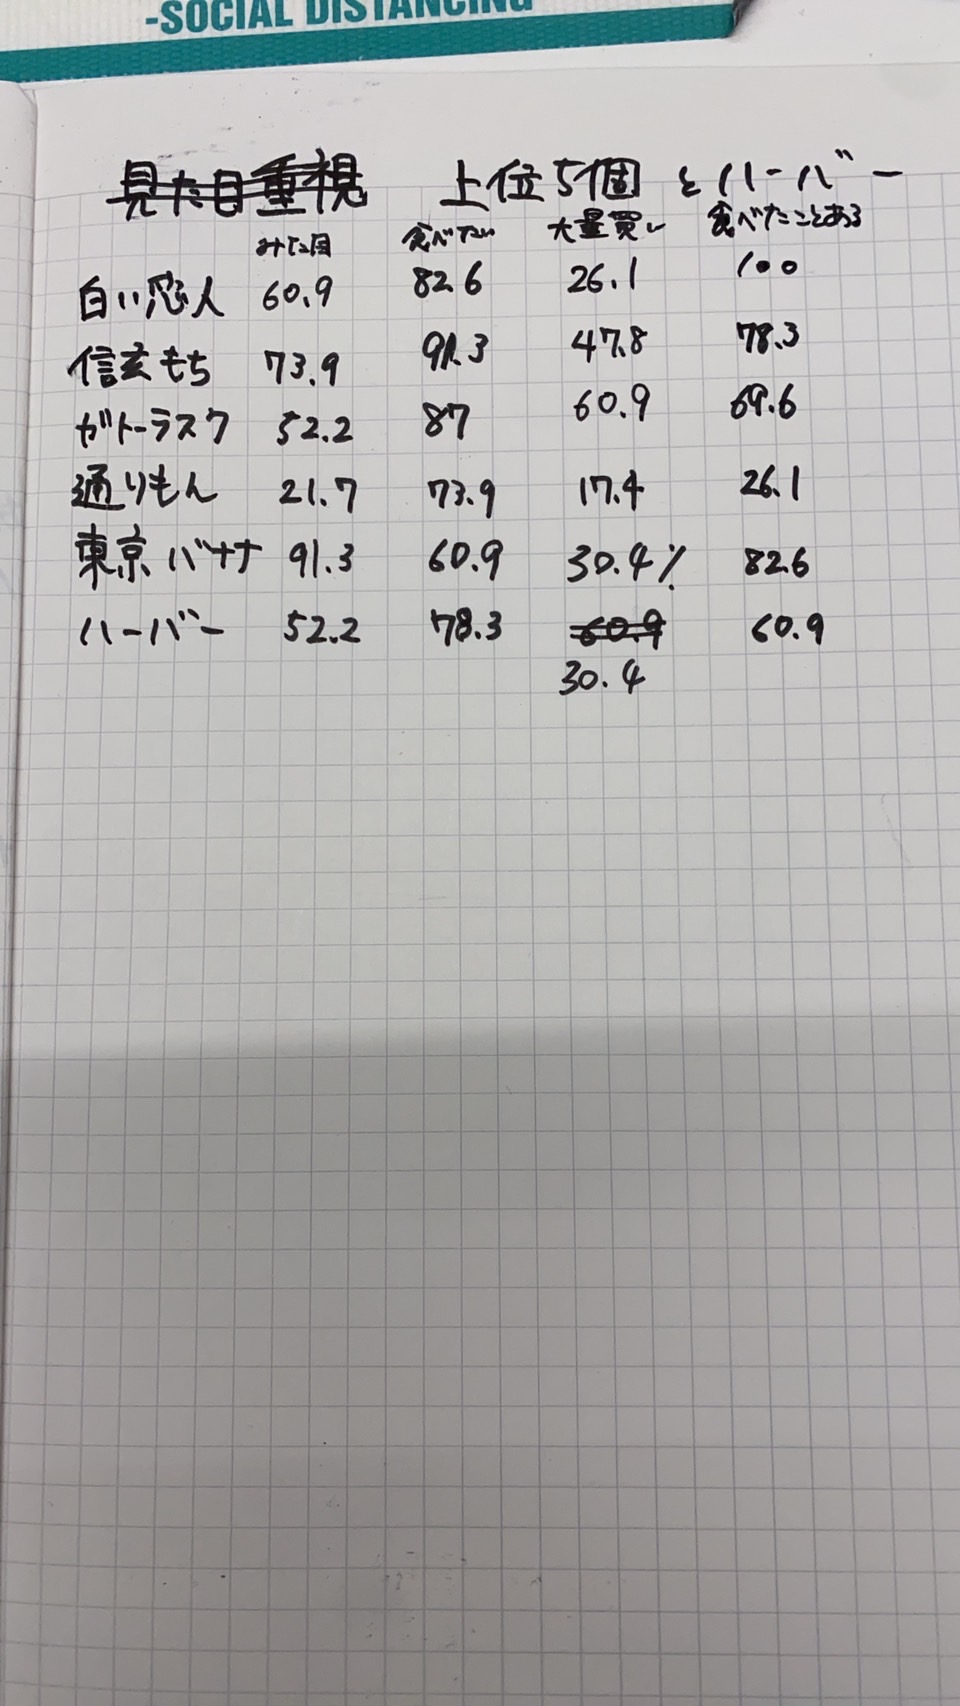 -SOCIAL DISTANCING
見た目重視 上位5個とハーバー
みた目 食べたい 大量買い 食べたことある
白い恋人 60.9 82.6 26.1 100
信玄もち 73.9 91.3 47.8 78.3
ガトーラスク 52.2 87 60.9 69.6
通りもん 21.7 73.9 17.4 26.1
東京バナナ 91.3 60.9 30.4% 82.6
ハーバー 52.2 78.3 60.9 60.9
30.4